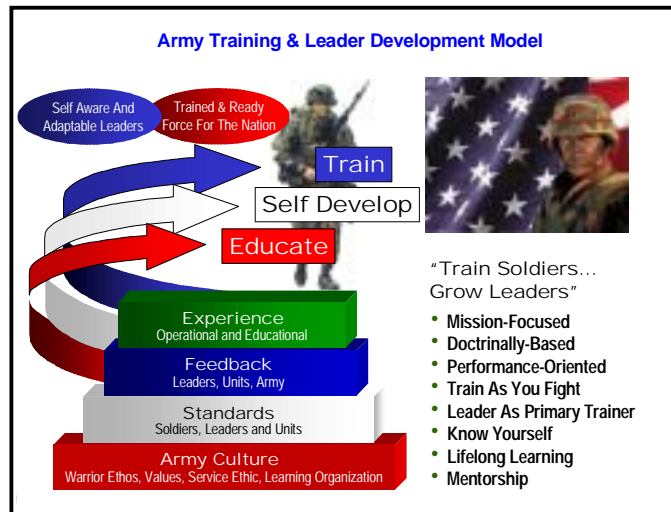 Army Training & Leader Development Model
Self Aware And
Adaptable Leaders
Trained & Ready
Force For The Nation
Train
Self Develop
Educate
Experience
Operational and Educational
Feedback
Leaders, Units, Army
Standards
Soldiers, Leaders and Units
Army Culture
Warrior Ethos, Values, Service Ethic, Learning Organization
"Train Soldiers...
Grow Leaders"
• Mission-Focused
• Doctrinally-Based
• Performance-Oriented
• Train As You Fight
• Leader As Primary Trainer
• Know Yourself
• Lifelong Learning
• Mentorship